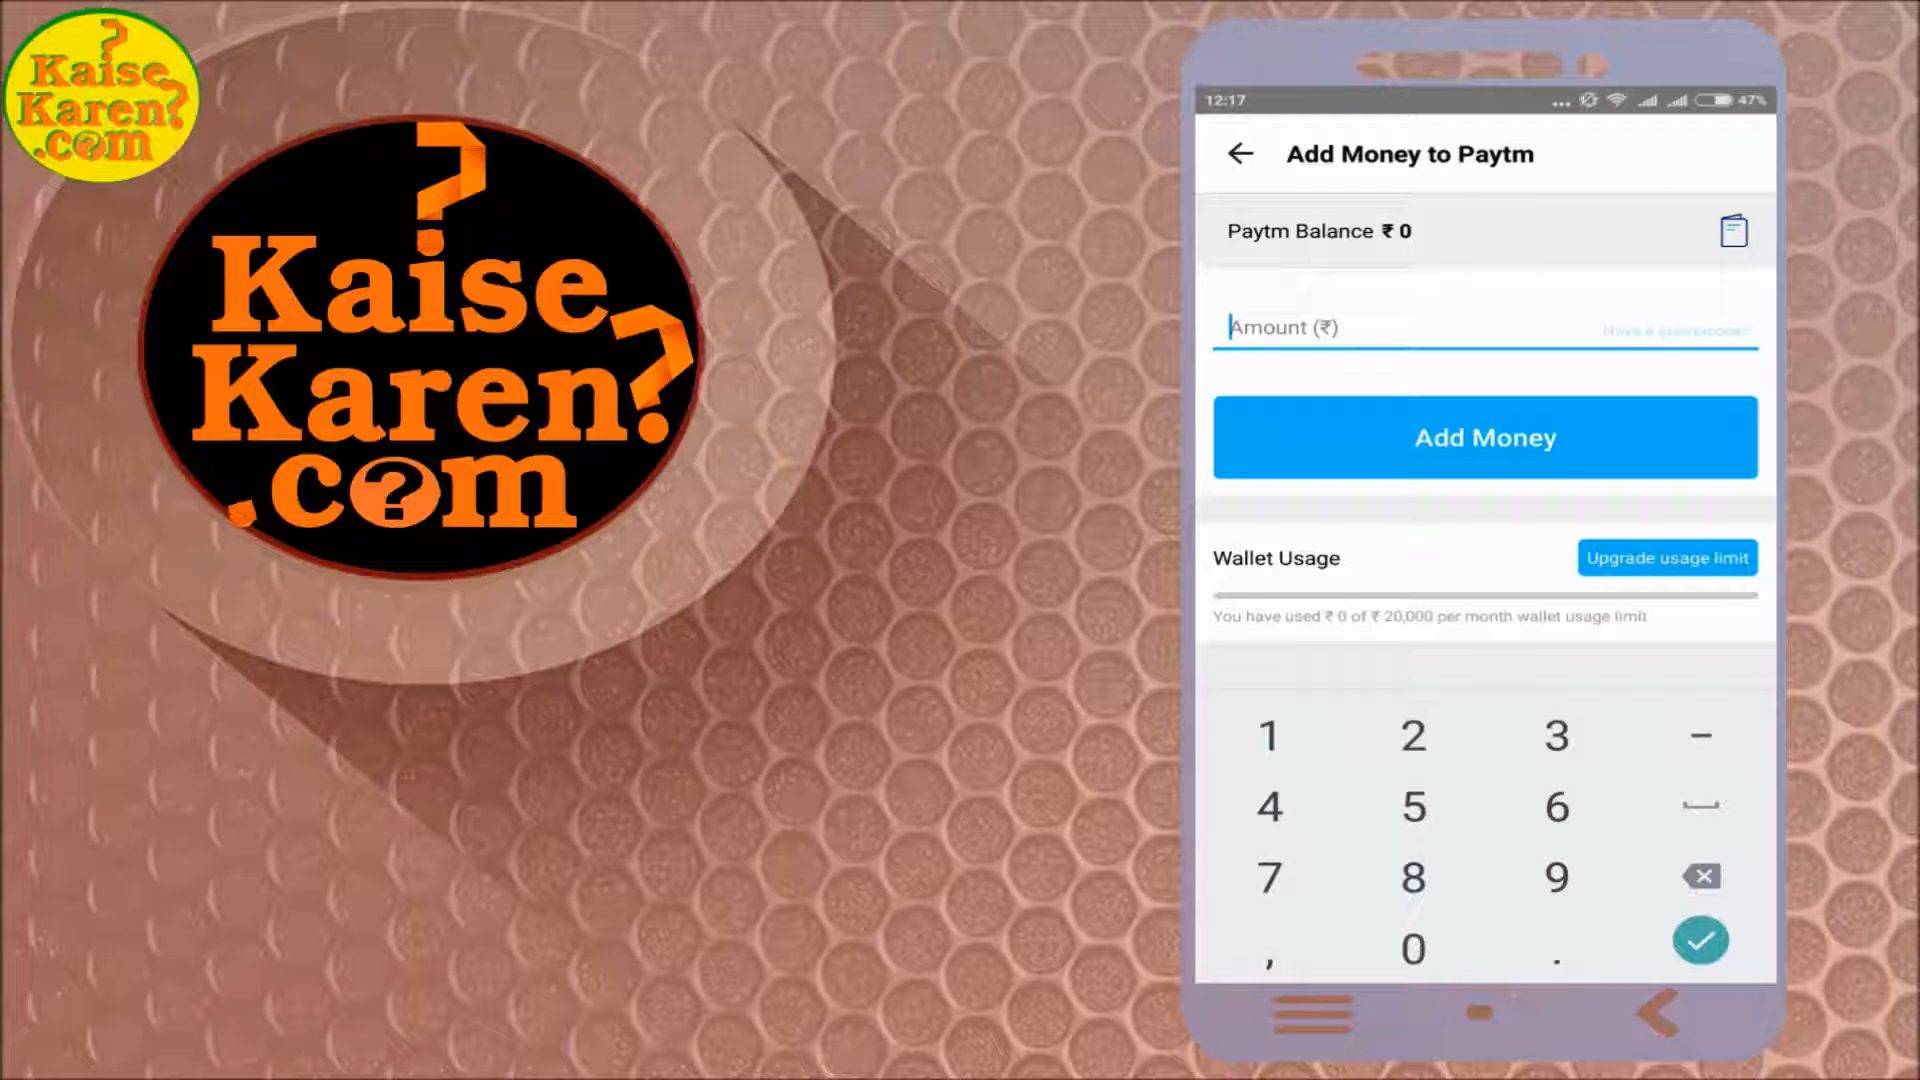 ?
Kaise
Karen?
.com
?
Kaise
Karen?
.com
12:17
47%
Add Money to Paytm
Paytm Balance ₹ 0
Amount (₹)
Add Money
Wallet Usage
Upgrade usage limit
You have used ₹ 0 of ₹ 20,000 per month wallet usage limit
1 2 3 –
4 5 6
7 8 9
, 0 .